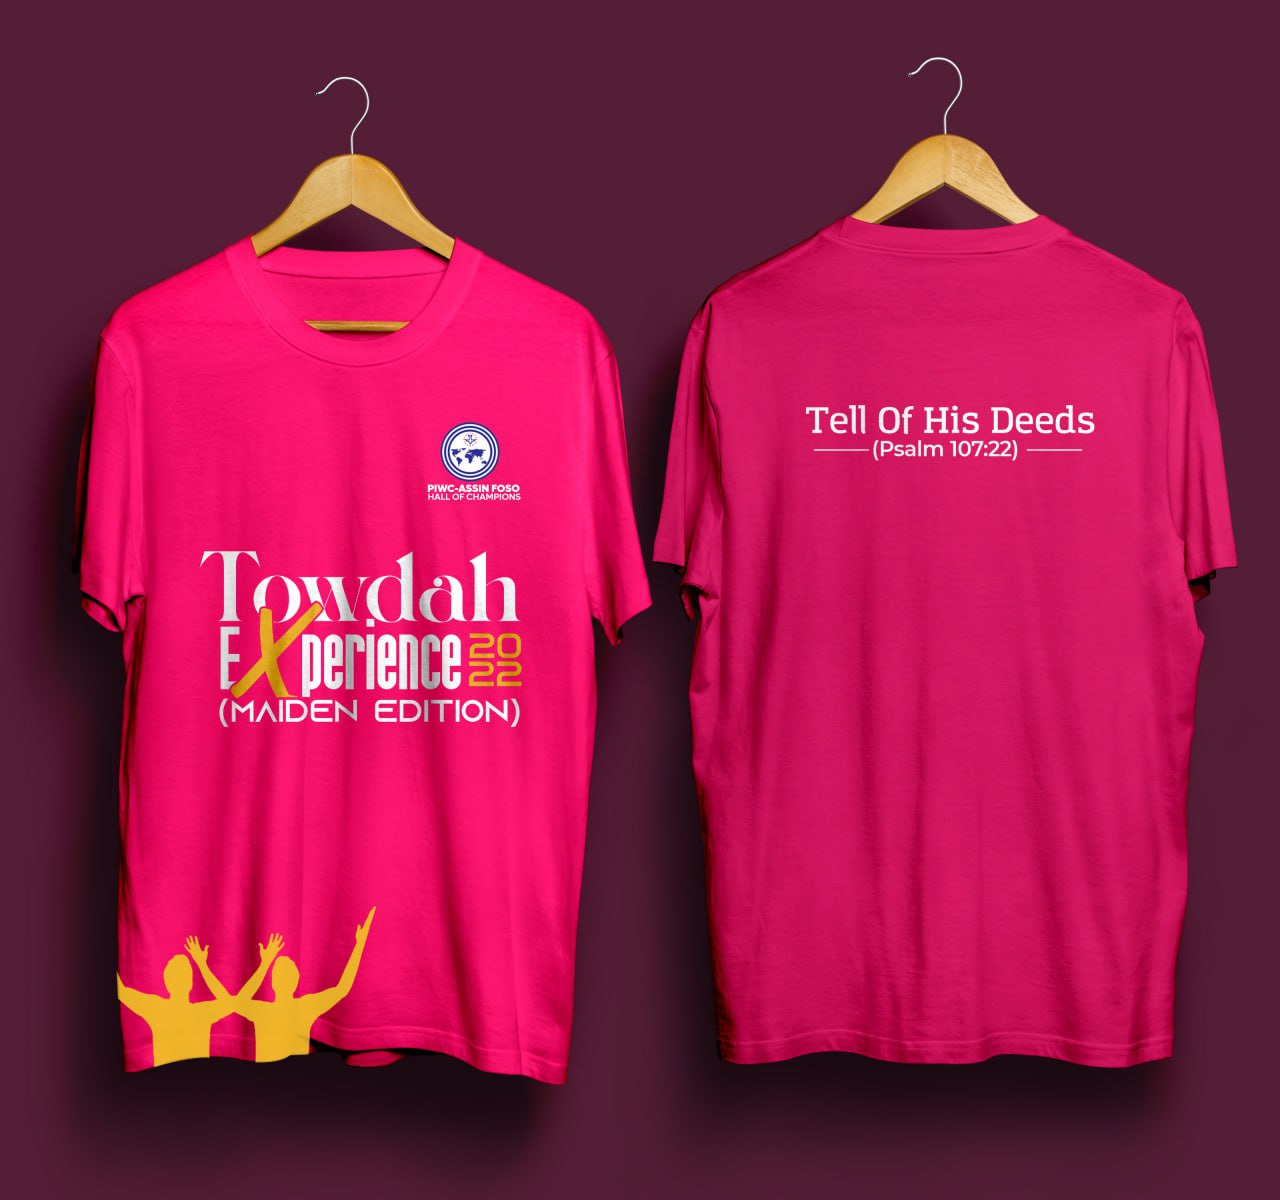 PIWC-ASSIN FOSO
HALL OF CHAMPIONS
Towdah
EXperience 2022
(MAIDEN EDITION)
Tell Of His Deeds
(Psalm 107:22)